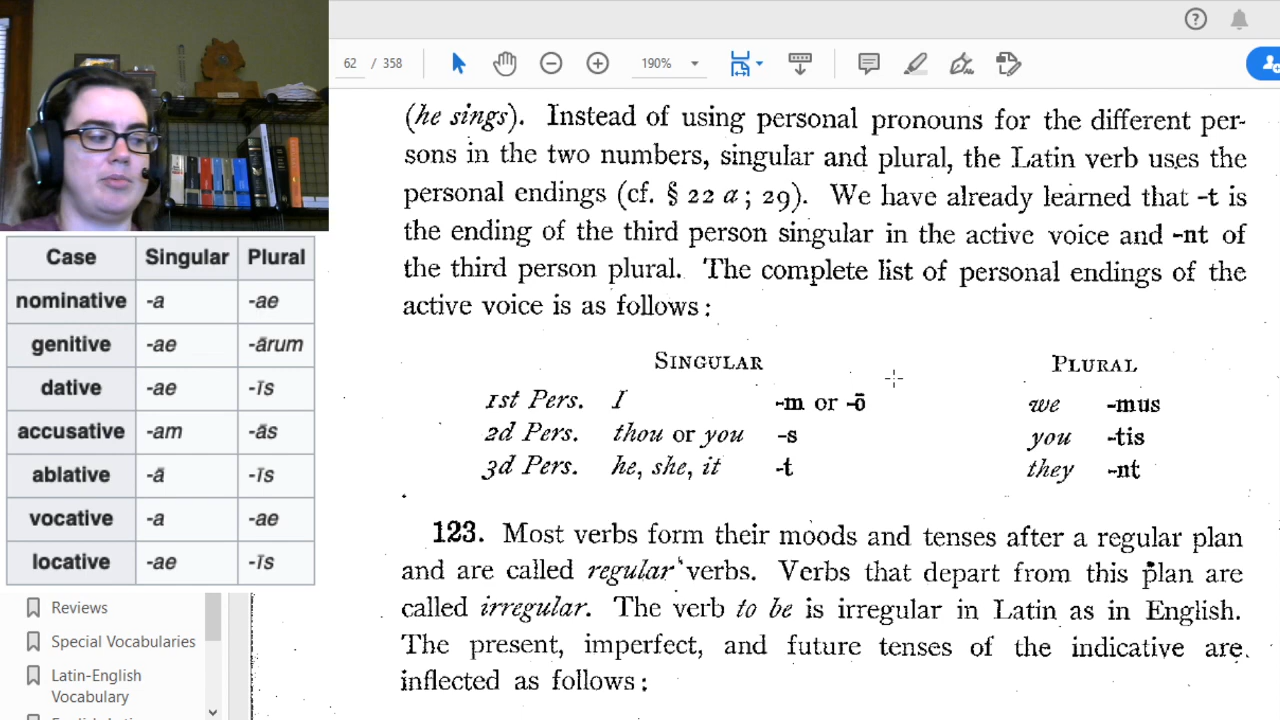 62 / 358
190%
(he sings). Instead of using personal pronouns for the different per-
sons in the two numbers, singular and plural, the Latin verb uses the
personal endings (cf. § 22 a; 29). We have already learned that -t is
the ending of the third person singular in the active voice and -nt of
the third person plural. The complete list of personal endings of the
active voice is as follows:
SINGULAR PLURAL
1st Pers. I -m or -ō we -mus
2d Pers. thou or you -s you -tis
3d Pers. he, she, it -t they -nt
123. Most verbs form their moods and tenses after a regular plan
and are called regular verbs. Verbs that depart from this plan are
called irregular. The verb to be is irregular in Latin as in English.
The present, imperfect, and future tenses of the indicative are
inflected as follows:
Case Singular Plural
nominative -a -ae
genitive -ae -ārum
dative -ae -īs
accusative -am -ās
ablative -ā -īs
vocative -a -ae
locative -ae -īs
Reviews
Special Vocabularies
Latin-English
Vocabulary